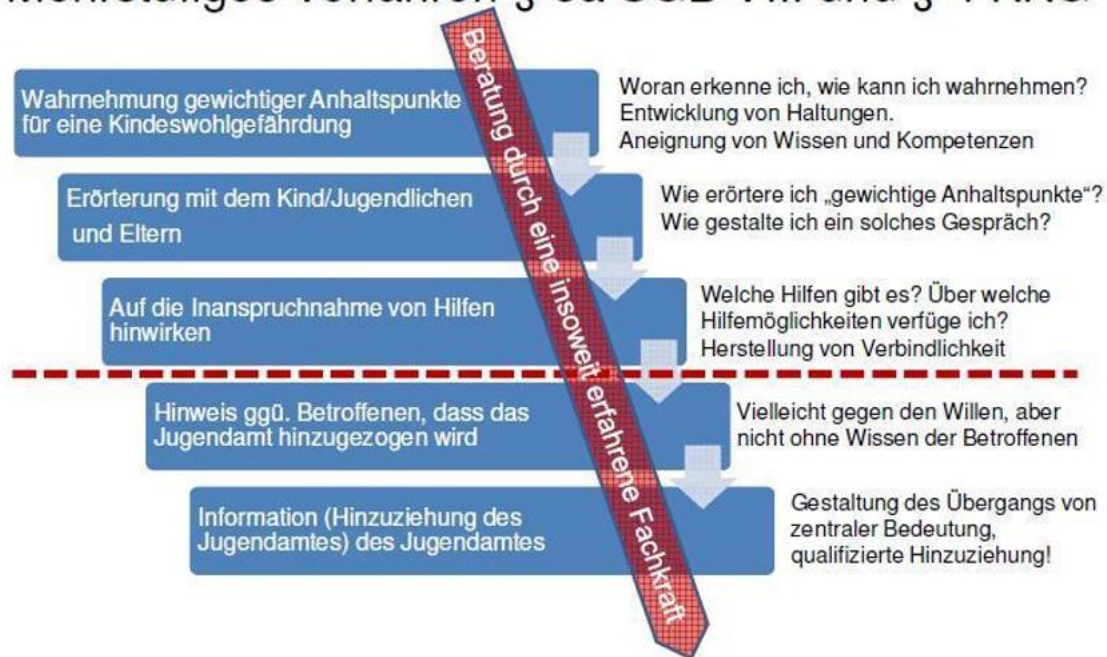 Wahrnehmung gewichtiger Anhaltspunkte
für eine Kindeswohlgefährdung
Woran erkenne ich, wie kann ich wahrnehmen?
Entwicklung von Haltungen.
Aneignung von Wissen und Kompetenzen
Erörterung mit dem Kind/Jugendlichen
und Eltern
Wie erörtere ich „gewichtige Anhaltspunkte“?
Wie gestalte ich ein solches Gespräch?
Auf die Inanspruchnahme von Hilfen
hinwirken
Welche Hilfen gibt es? Über welche
Hilfemöglichkeiten verfüge ich?
Herstellung von Verbindlichkeit
Hinweis ggü. Betroffenen, dass das
Jugendamt hinzugezogen wird
Vielleicht gegen den Willen, aber
nicht ohne Wissen der Betroffenen
Information (Hinzuziehung des
Jugendamtes) des Jugendamtes
Gestaltung des Übergangs von
zentraler Bedeutung,
qualifizierte Hinzuziehung!
Beratung durch eine insoweit erfahrene Fachkraft